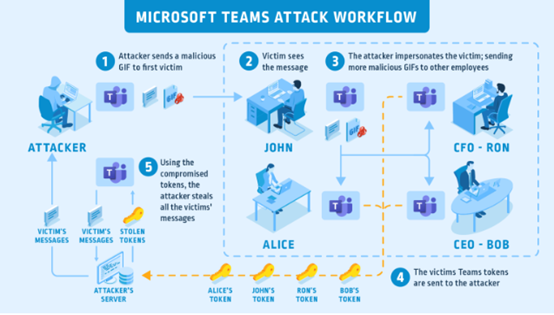 MICROSOFT TEAMS ATTACK WORKFLOW
1 Attacker sends a malicious
GIF to first victim
2 Victim sees
the message
3 The attacker impersonates the victim; sending
more malicious GIFs to other employees
GIF
GIF
ATTACKER
JOHN
CFO - RON
5 Using the
compromised
tokens, the
attacker steals
all the victims'
messages
VICTIM'S
MESSAGES
VICTIM'S
MESSAGES
STOLEN
TOKENS
ALICE
CEO - BOB
ATTACKER'S
SERVER
ALICE'S
TOKEN
JOHN'S
TOKEN
RON'S
TOKEN
BOB'S
TOKEN
4 The victims Teams tokens
are sent to the attacker